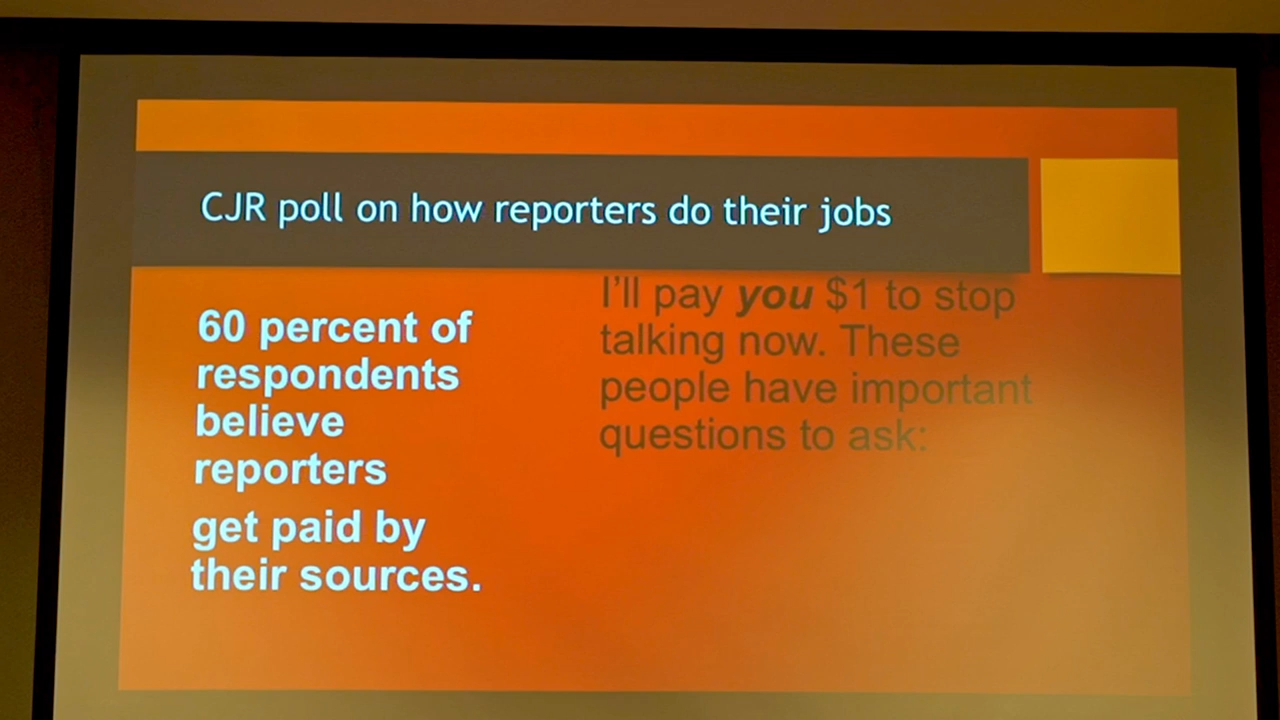 CJR poll on how reporters do their jobs
60 percent of
respondents
believe
reporters
get paid by
their sources.
I'll pay you $1 to stop
talking now. These
people have important
questions to ask: